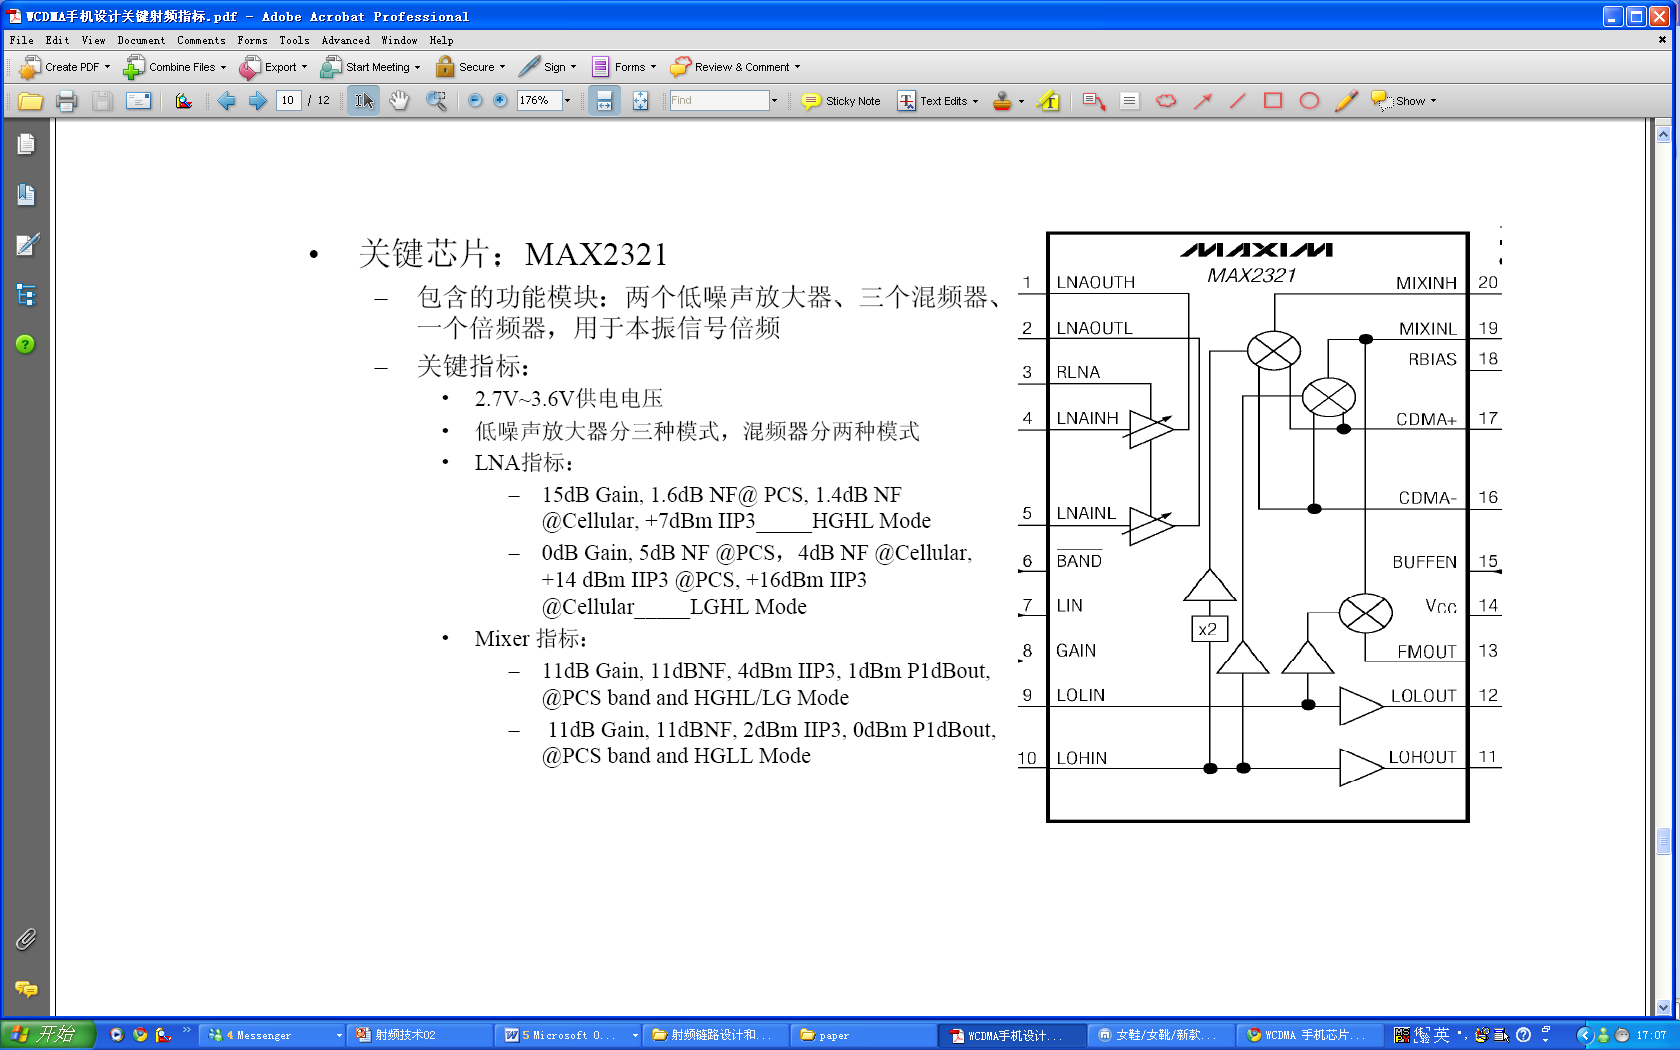 WCDMA手机设计关键射频指标.pdf - Adobe Acrobat Professional
File Edit View Document Comments Forms Tools Advanced Window Help
Create PDF Combine Files Export Start Meeting Secure Sign Forms Review & Comment
10 / 12 176% Find Sticky Note Text Edits Show
• 关键芯片：MAX2321
– 包含的功能模块：两个低噪声放大器、三个混频器、
一个倍频器，用于本振信号倍频
– 关键指标：
• 2.7V~3.6V供电电压
• 低噪声放大器分三种模式，混频器分两种模式
• LNA指标：
– 15dB Gain, 1.6dB NF@ PCS, 1.4dB NF
@Cellular, +7dBm IIP3_____HGHL Mode
– 0dB Gain, 5dB NF @PCS，4dB NF @Cellular,
+14 dBm IIP3 @PCS, +16dBm IIP3
@Cellular_____LGHL Mode
• Mixer 指标：
– 11dB Gain, 11dBNF, 4dBm IIP3, 1dBm P1dBout,
@PCS band and HGHL/LG Mode
– 11dB Gain, 11dBNF, 2dBm IIP3, 0dBm P1dBout,
@PCS band and HGLL Mode
MAXIM
MAX2321
1 LNAOUTH MIXINH 20
2 LNAOUTL MIXINL 19
RBIAS 18
3 RLNA
4 LNAINH CDMA+ 17
CDMA- 16
5 LNAINL
6 BAND BUFFEN 15
7 LIN VCC 14
x2
8 GAIN FMOUT 13
9 LOLIN LOLOUT 12
10 LOHIN LOHOUT 11
开始 4 Messenger 射频技术02 5 Microsoft O... 射频链路设计和... paper WCDMA手机设计... 女鞋/女靴/新款... WCDMA 手机芯片... 英 17:07